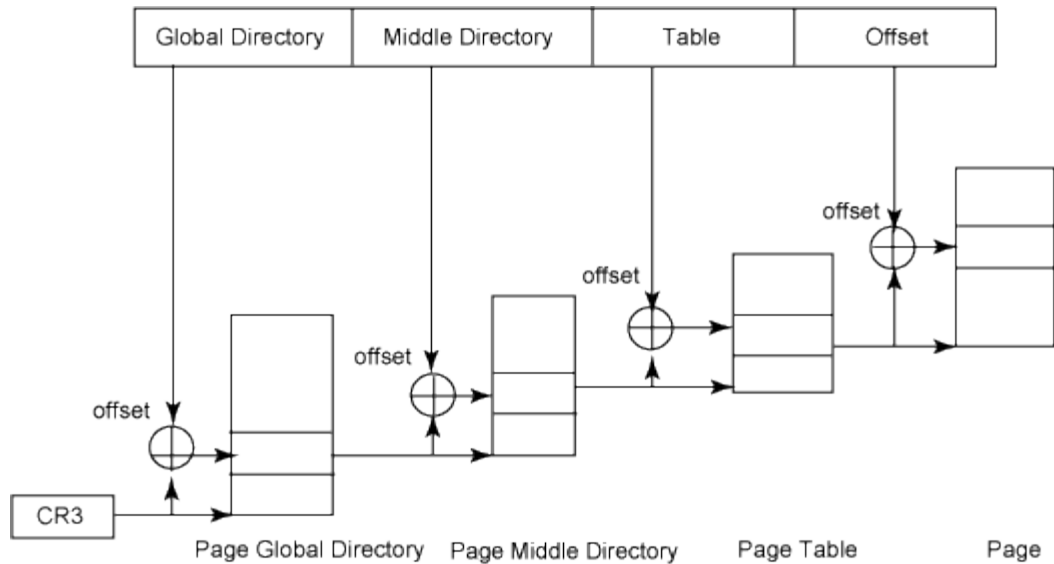 Global Directory
Middle Directory
Table
Offset
offset
offset
offset
offset
CR3
Page Global Directory
Page Middle Directory
Page Table
Page